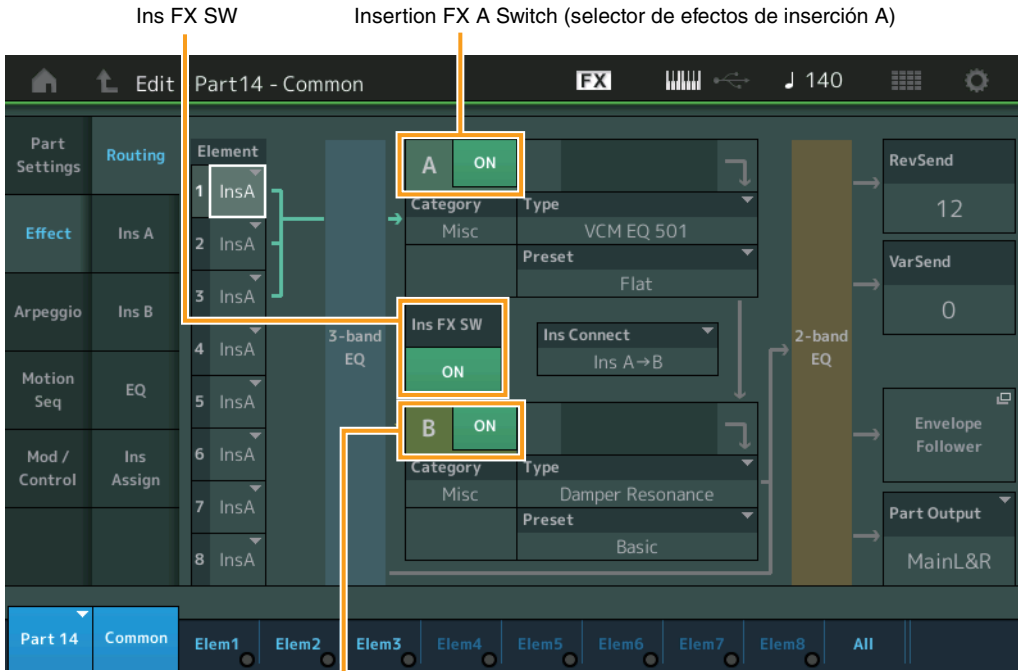 Ins FX SW
Insertion FX A Switch (selector de efectos de inserción A)
Edit
Part14 - Common
FX
♩ 140
Part Settings
Routing
Element
1 InsA
2 InsA
3 InsA
4 InsA
5 InsA
6 InsA
7 InsA
8 InsA
Effect
Ins A
Arpeggio
Ins B
Motion Seq
EQ
Mod / Control
Ins Assign
3-band EQ
A ON
Category
Misc
Type
VCM EQ 501
Preset
Flat
Ins FX SW
ON
Ins Connect
Ins A→B
B ON
Category
Misc
Type
Damper Resonance
Preset
Basic
2-band EQ
RevSend
12
VarSend
0
Envelope Follower
Part Output
MainL&R
Part 14
Common
Elem1
Elem2
Elem3
Elem4
Elem5
Elem6
Elem7
Elem8
All